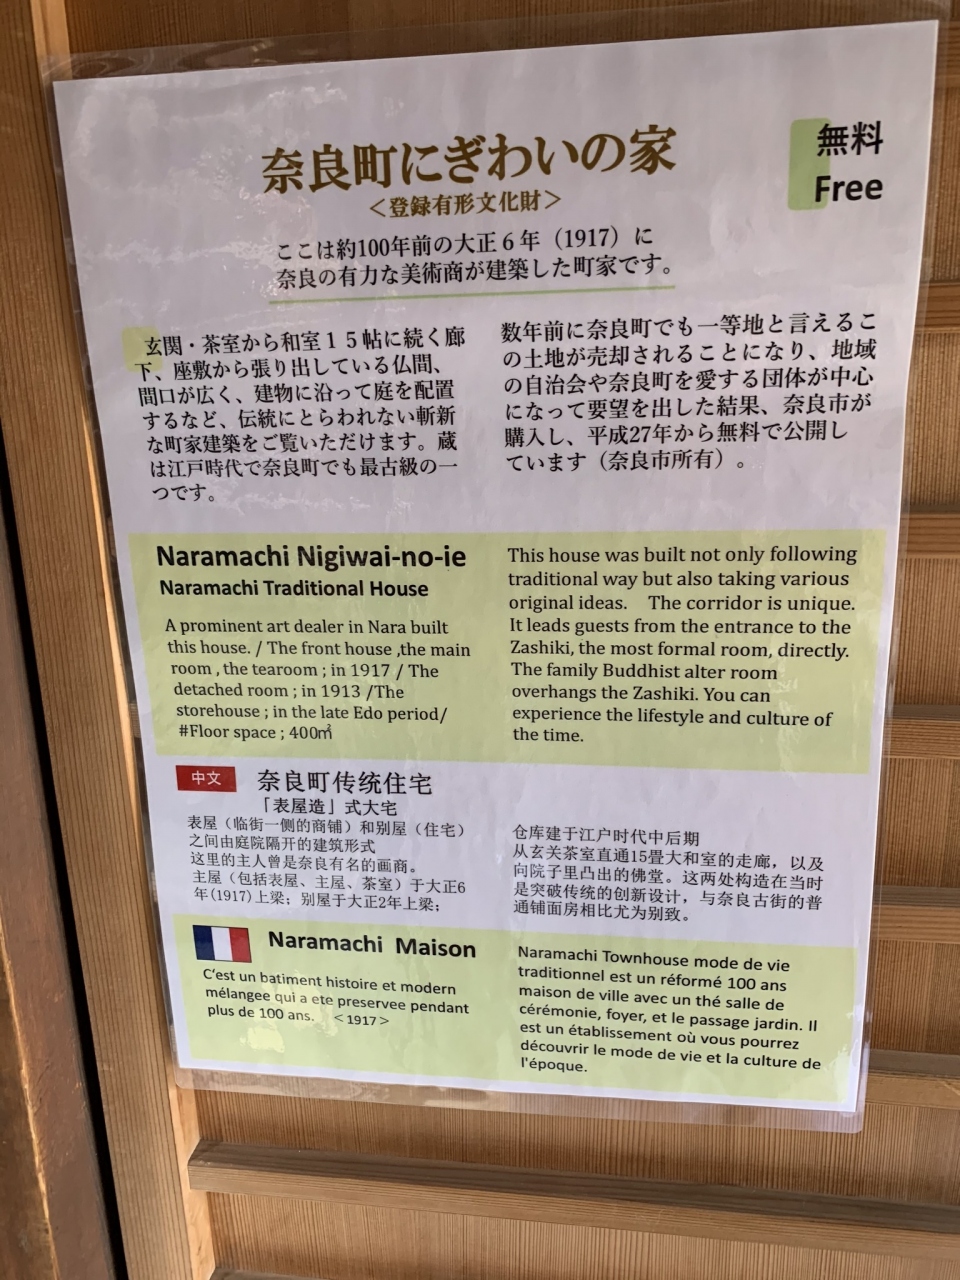 奈良町にぎわいの家
＜登録有形文化財＞
無料
Free
ここは約100年前の大正６年（1917）に
奈良の有力な美術商が建築した町家です。
玄関・茶室から和室１５帖に続く廊
下、座敷から張り出している仏間、
間口が広く、建物に沿って庭を配置
するなど、伝統にとらわれない斬新
な町家建築をご覧いただけます。蔵
は江戸時代で奈良町でも最古級の一
つです。
数年前に奈良町でも一等地と言えるこ
の土地が売却されることになり、地域
の自治会や奈良町を愛する団体が中心
になって要望を出した結果、奈良市が
購入し、平成27年から無料で公開し
ています（奈良市所有）。
Naramachi Nigiwai-no-ie
Naramachi Traditional House
A prominent art dealer in Nara built
this house. / The front house ,the main
room , the tearoom ; in 1917 / The
detached room ; in 1913 /The
storehouse ; in the late Edo period/
#Floor space ; 400㎡
This house was built not only following
traditional way but also taking various
original ideas.    The corridor is unique.
It leads guests from the entrance to the
Zashiki, the most formal room, directly.
The family Buddhist alter room
overhangs the Zashiki. You can
experience the lifestyle and culture of
the time.
中文
奈良町传统住宅
「表屋造」式大宅
表屋（临街一侧的商铺）和别屋（住宅）
之间由庭院隔开的建筑形式
这里的主人曾是奈良有名的画商。
主屋（包括表屋、主屋、茶室）于大正6
年(1917)上梁；别屋于大正2年上梁；
仓库建于江户时代中后期
从玄关茶室直通15畳大和室的走廊，以及
向院子里凸出的佛堂。这两处构造在当时
是突破传统的创新设计，与奈良古街的普
通铺面房相比尤为别致。
Naramachi  Maison
C'est un batiment histoire et modern
mélangee qui a ete preservee pendant
plus de 100 ans.    ＜1917＞
Naramachi Townhouse mode de vie
traditionnel est un réformé 100 ans
maison de ville avec un thé salle de
cérémonie, foyer, et le passage jardin. Il
est un établissement où vous pourrez
découvrir le mode de vie et la culture de
l'époque.